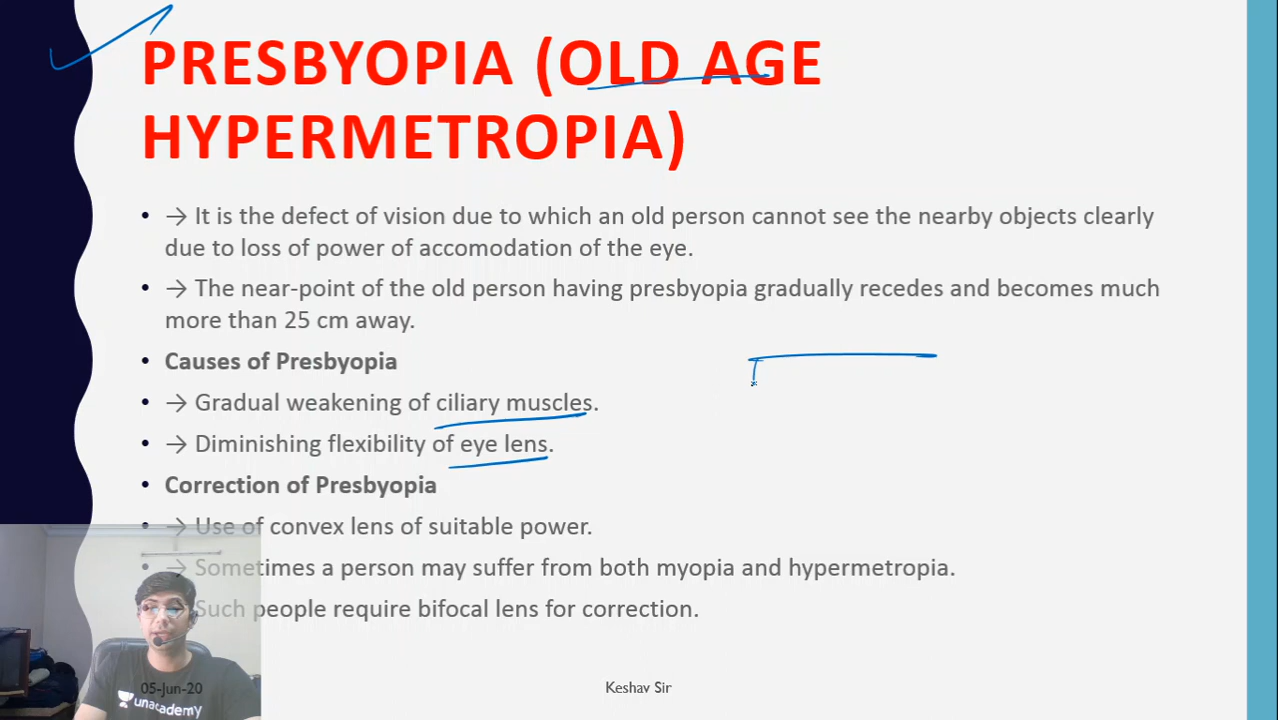 PRESBYOPIA (OLD AGE
HYPERMETROPIA)
• → It is the defect of vision due to which an old person cannot see the nearby objects clearly
due to loss of power of accomodation of the eye.
• → The near-point of the old person having presbyopia gradually recedes and becomes much
more than 25 cm away.
• Causes of Presbyopia
• → Gradual weakening of ciliary muscles.
• → Diminishing flexibility of eye lens.
• Correction of Presbyopia
• → Use of convex lens of suitable power.
• → Sometimes a person may suffer from both myopia and hypermetropia.
Such people require bifocal lens for correction.
05-Jun-20
Keshav Sir
unacademy